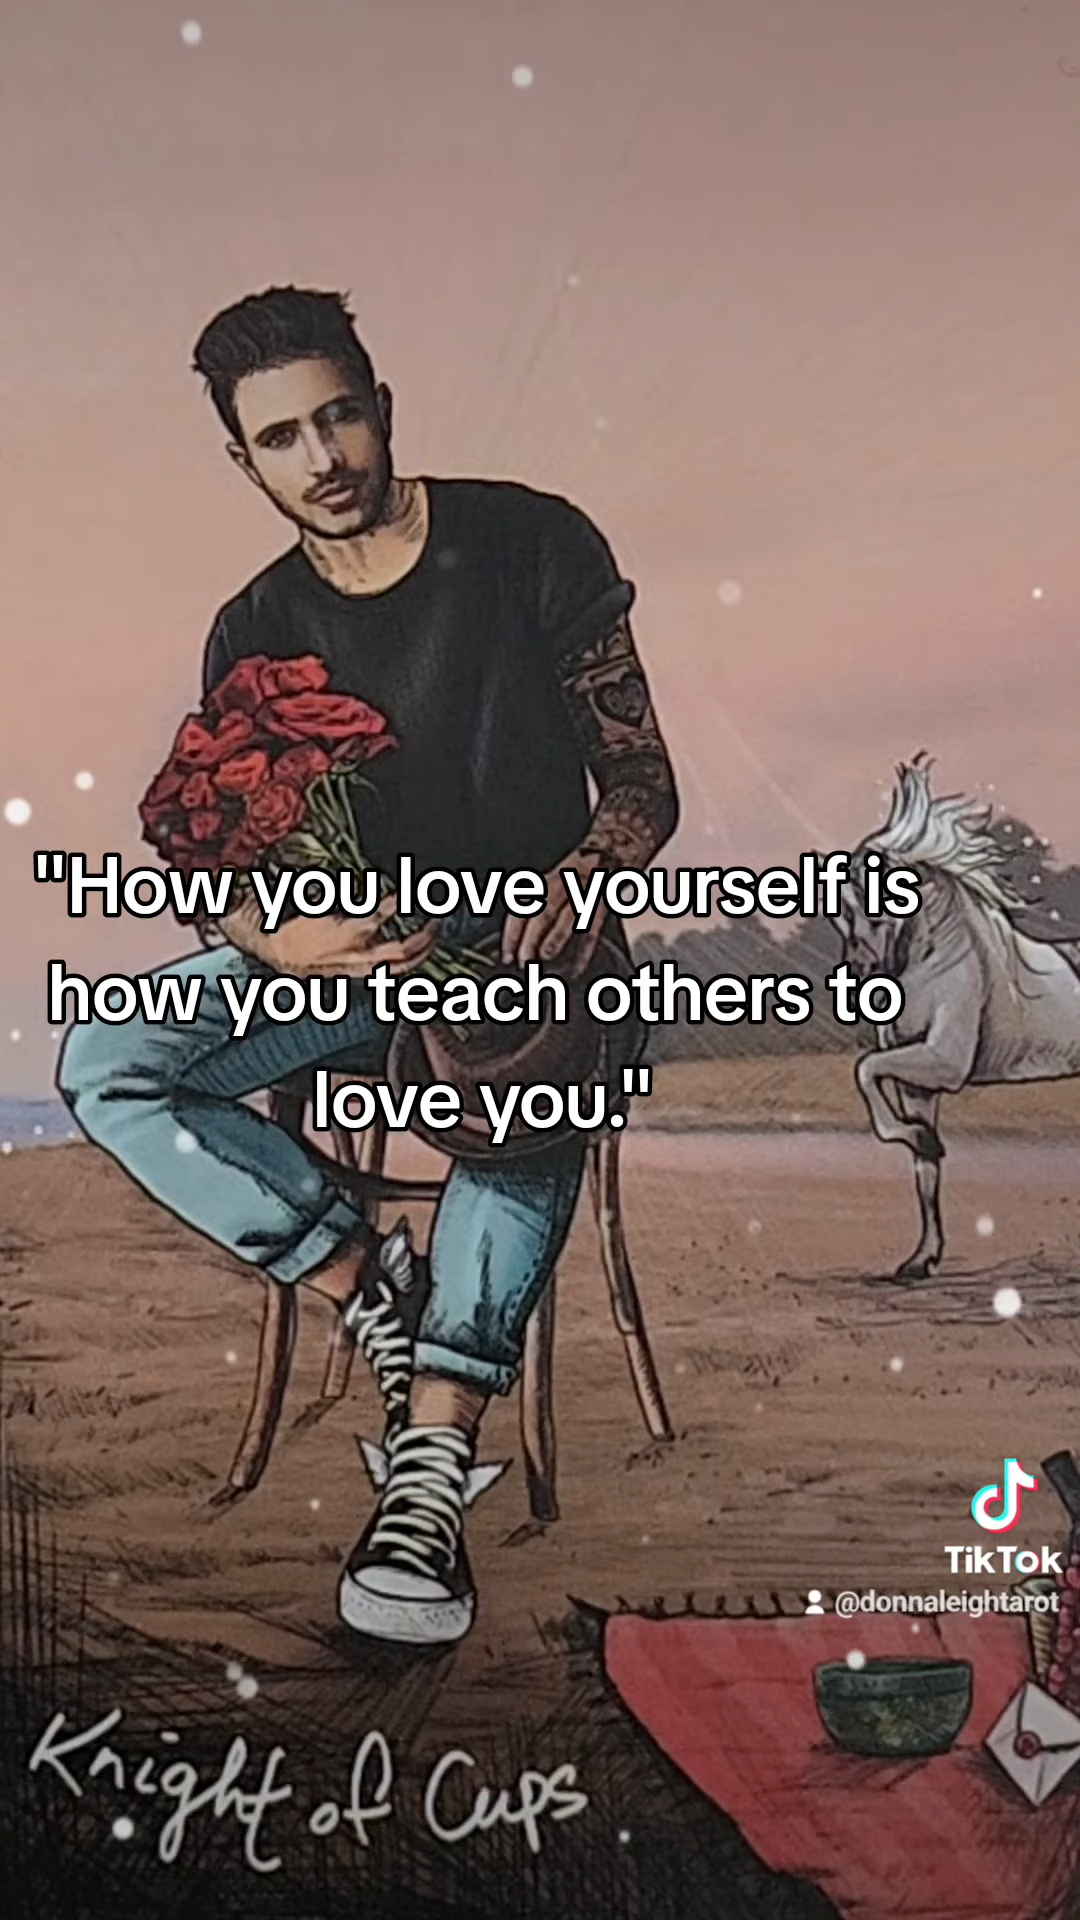 "How you love yourself is
how you teach others to
love you."
TikTok
@donnaleightarot
Knight of Cups